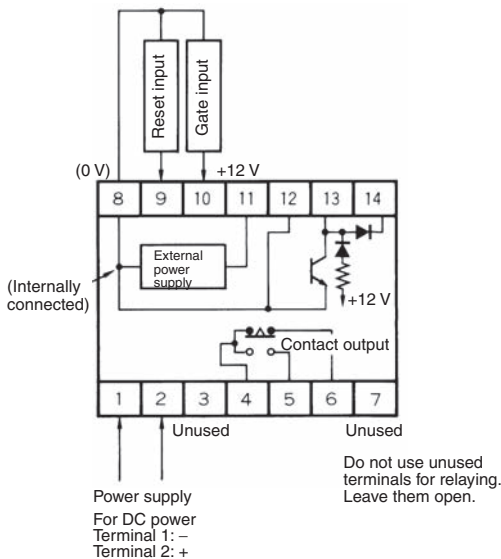 Reset input
Gate input
(0 V)
+12 V
8 9 10 11 12 13 14
External
power
supply
(Internally
connected)
+12 V
Contact output
1 2 3 4 5 6 7
Unused
Unused
Do not use unused
terminals for relaying.
Leave them open.
Power supply
For DC power
Terminal 1: −
Terminal 2: +